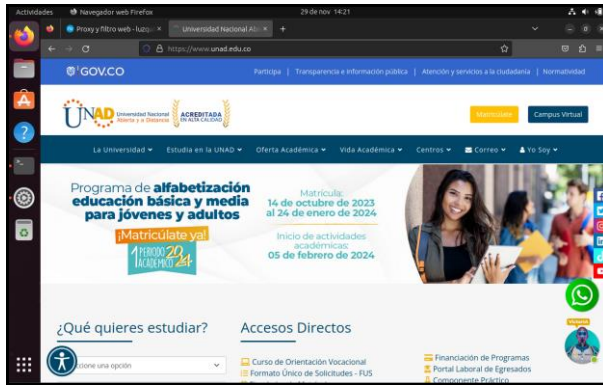 Actividades
Navegador web Firefox
29 de nov 14:21
Proxy y filtro web - luzo
Universidad Nacional Abi
https://www.unad.edu.co
GOV.CO
Participa | Transparencia e Información pública | Atención y servicios a la ciudadanía | Normatividad
UNAD Universidad Nacional
Abierta y a Distancia
ACREDITADA
EN ALTA CALIDAD
Matricúlate
Campus Virtual
La Universidad
Estudia en la UNAD
Oferta Académica
Vida Académica
Centros
Correo
Yo Soy
Programa de alfabetización
educación básica y media
para jóvenes y adultos
¡Matricúlate ya!
1 PERIODO 2024
ACADÉMICO
Matrícula:
14 de octubre de 2023
al 24 de enero de 2024
Inicio de actividades
académicas:
05 de febrero de 2024
¿Qué quieres estudiar?
Accesos Directos
cione una opción
Curso de Orientación Vocacional
Formato Único de Solicitudes - FUS
Financiación de Programas
Portal Laboral de Egresados
Componente Práctico